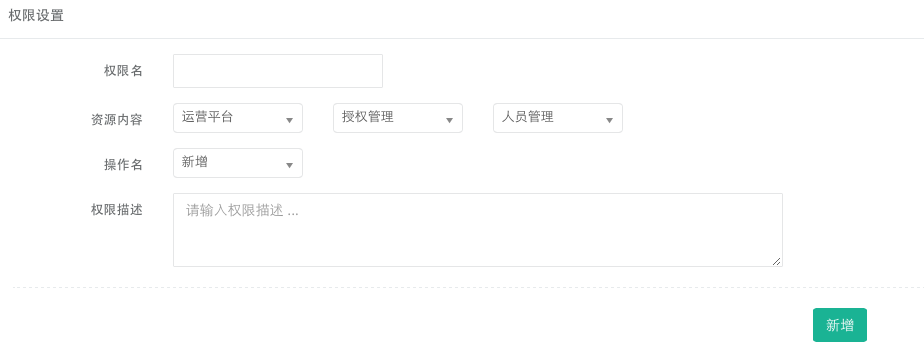 权限设置
权限名
资源内容 运营平台 授权管理 人员管理
操作名 新增
权限描述 请输入权限描述 ...
新增